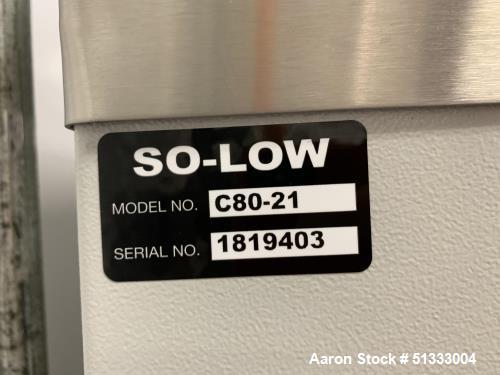 SO-LOW
MODEL NO. C80-21
SERIAL NO. 1819403
Aaron Stock # 51333004